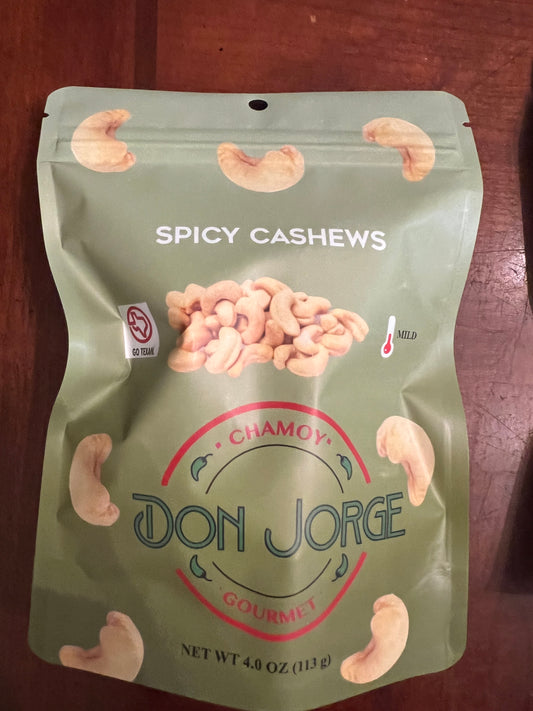 SPICY CASHEWS
GO TEXAN.
MILD
CHAMOY
DON JORGE
GOURMET
NET WT 4.0 OZ (113 g)